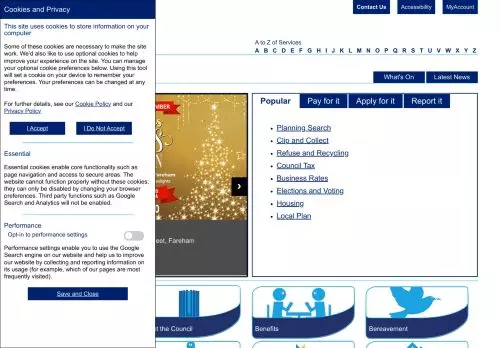 Cookies and Privacy
This site uses cookies to store information on your
computer
Some of these cookies are necessary to make the site
work. We'd also like to use optional cookies to help
improve your experience on the site. You can manage
your optional cookie preferences below. Using this tool
will set a cookie on your device to remember your
preferences. Your preferences can be changed at any
time.
For further details, see our Cookie Policy and our
Privacy Policy
I Accept
I Do Not Accept
Essential
Essential cookies enable core functionality such as
page navigation and access to secure areas. The
website cannot function properly without these cookies;
they can only be disabled by changing your browser
preferences. Third party functions such as Google
Search and Analytics will not be enabled.
Performance
Opt-in to performance settings
Performance settings enable you to use the Google
Search engine on our website and help us to improve
our website by collecting and reporting information on
its usage (for example, which of our pages are most
frequently visited).
Save and Close
Contact Us
Accessibility
MyAccount
A to Z of Services
A B C D E F G H I J K L M N O P Q R S T U V W X Y Z
What's On
Latest News
Popular
Pay for it
Apply for it
Report it
Planning Search
Clip and Collect
Refuse and Recycling
Council Tax
Business Rates
Elections and Voting
Housing
Local Plan
Fareham
eet, Fareham
t the Council
Benefits
Bereavement